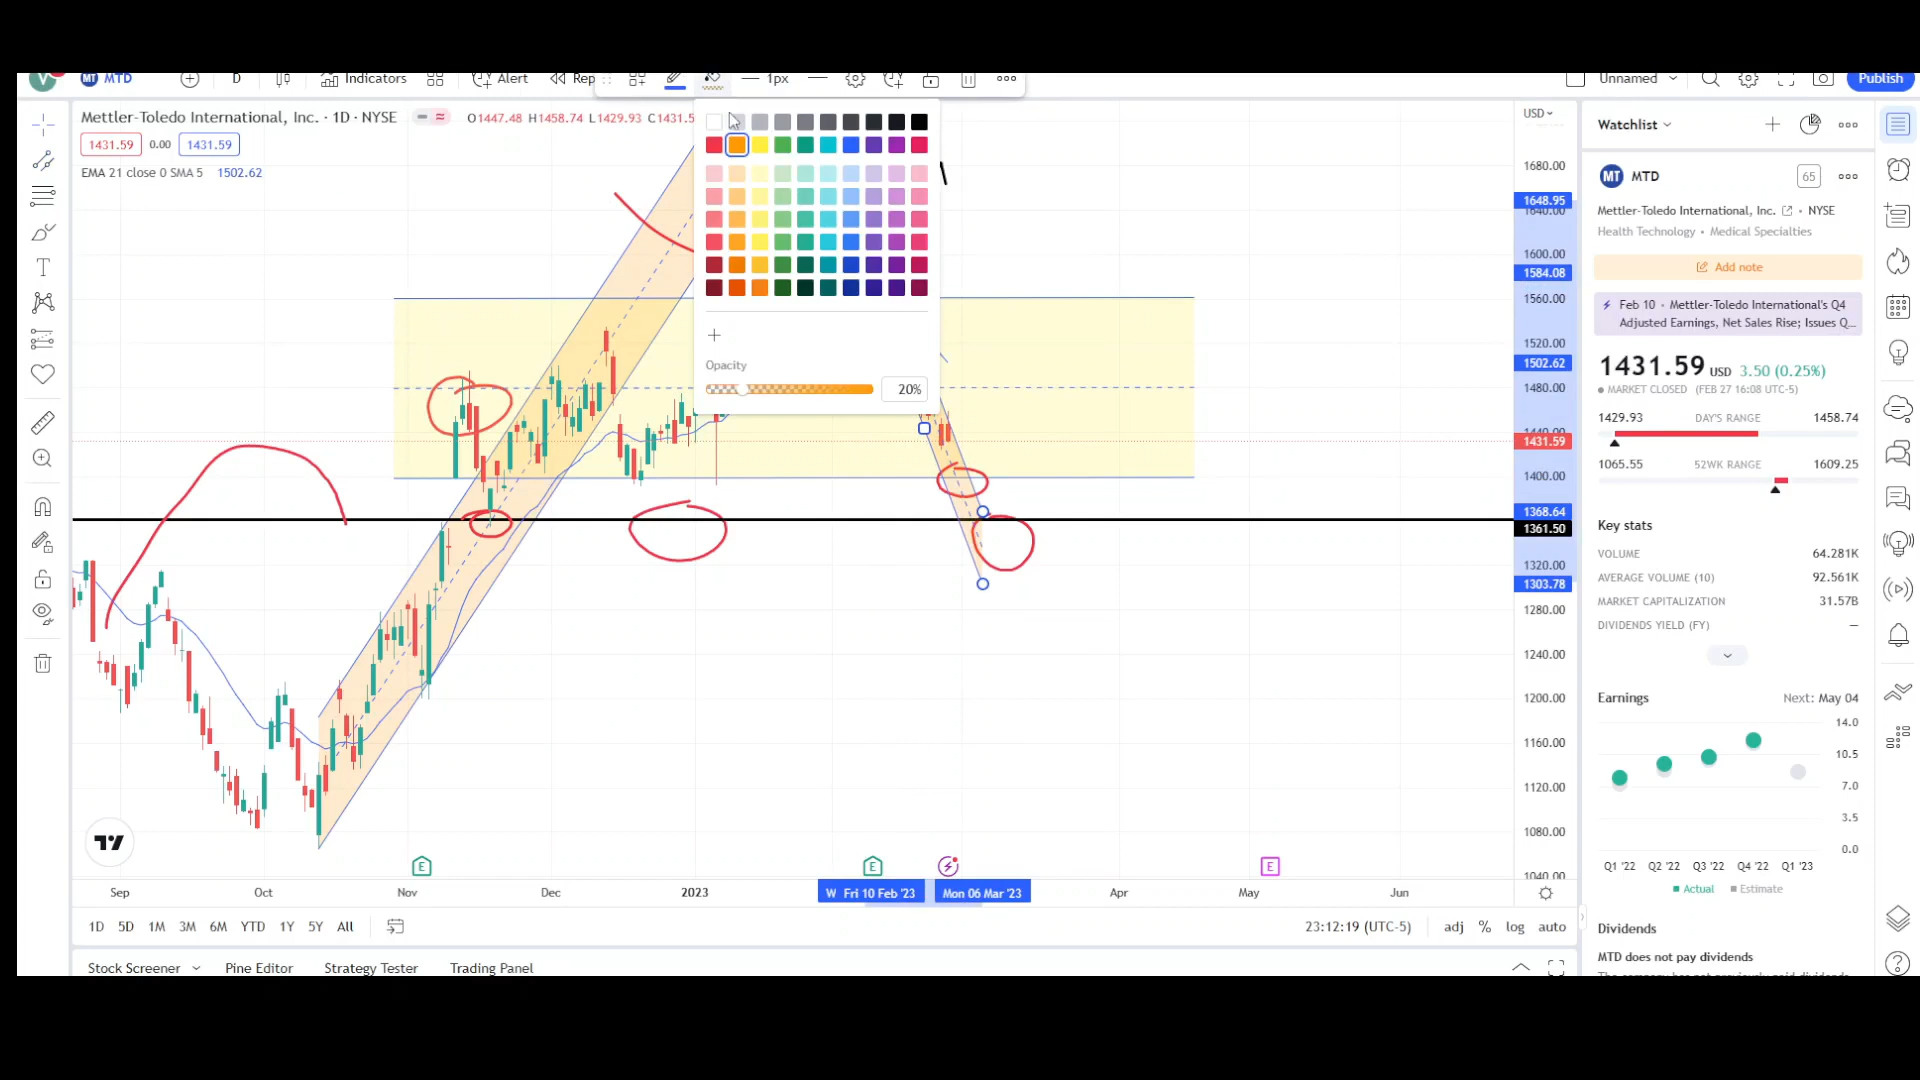 MT MTD
D
Indicators
Alert
Rep
1px
Unnamed
Publish
Mettler-Toledo International, Inc. · 1D · NYSE
O1447.48 H1458.74 L1429.93 C1431.5
1431.59 0.00 1431.59
EMA 21 close 0 SMA 5 1502.62
Opacity
20%
USD
1680.00
1648.95
1640.00
1600.00
1584.08
1560.00
1520.00
1502.62
1480.00
1440.00
1431.59
1400.00
1368.64
1361.50
1320.00
1303.78
1280.00
1240.00
1200.00
1160.00
1120.00
1080.00
1040.00
E E E
Sep Oct Nov Dec 2023 W Fri 10 Feb '23 Mon 06 Mar '23 Apr May Jun
1D 5D 1M 3M 6M YTD 1Y 5Y All
23:12:19 (UTC-5) adj % log auto
Stock Screener Pine Editor Strategy Tester Trading Panel
Watchlist
MT MTD 65
Mettler-Toledo International, Inc. • NYSE
Health Technology • Medical Specialties
Add note
Feb 10 • Mettler-Toledo International's Q4
Adjusted Earnings, Net Sales Rise; Issues Q...
1431.59 USD 3.50 (0.25%)
MARKET CLOSED (FEB 27 16:08 UTC-5)
1429.93 DAY'S RANGE 1458.74
1065.55 52WK RANGE 1609.25
Key stats
VOLUME 64.281K
AVERAGE VOLUME (10) 92.561K
MARKET CAPITALIZATION 31.57B
DIVIDENDS YIELD (FY) —
Earnings Next: May 04
14.0
10.5
7.0
3.5
0.0
Q1 '22 Q2 '22 Q3 '22 Q4 '22 Q1 '23
Actual Estimate
Dividends
MTD does not pay dividends